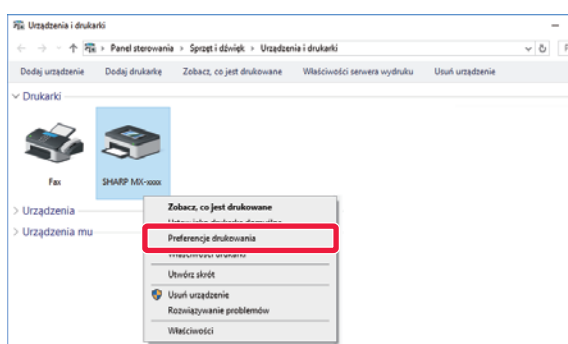 Urządzenia i drukarki
Panel sterowania › Sprzęt i dźwięk › Urządzenia i drukarki
Dodaj urządzenie Dodaj drukarkę Zobacz, co jest drukowane Właściwości serwera wydruku Usuń urządzenie
Drukarki
Fax SHARP MX-xxxx
Zobacz, co jest drukowane
Urządzenia
Preferencje drukowania
Urządzenia mu
Właściwości drukarki
Utwórz skrót
Usuń urządzenie
Rozwiązywanie problemów
Właściwości